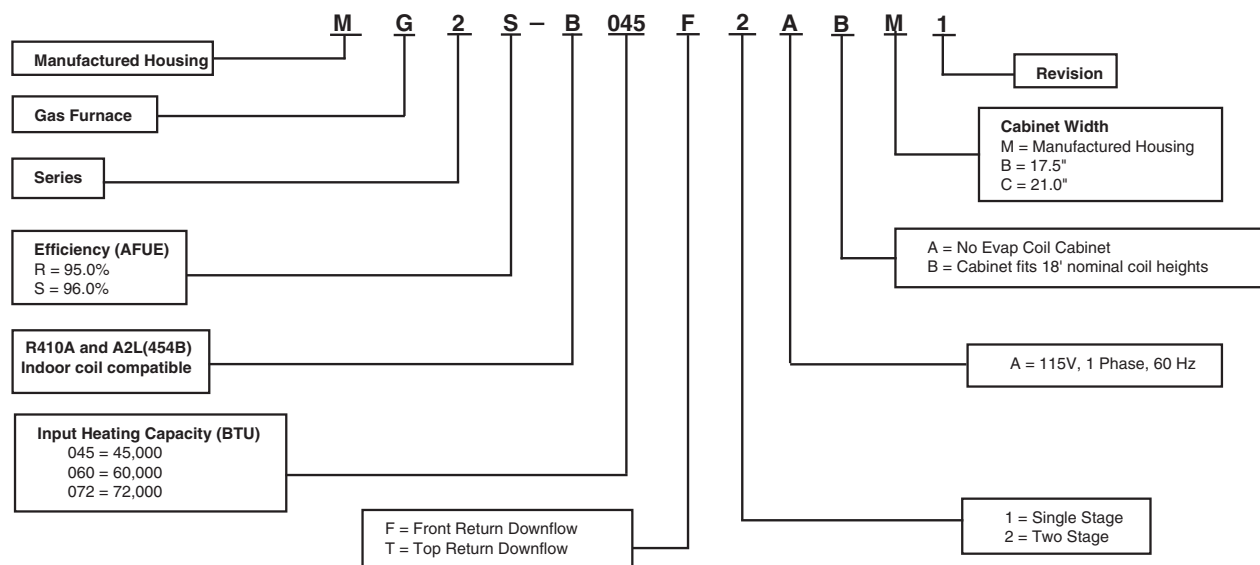 M G 2 S – B 045 F 2 A B M 1
Manufactured Housing
Revision
Gas Furnace
Cabinet Width
M = Manufactured Housing
B = 17.5"
C = 21.0"
Series
Efficiency (AFUE)
R = 95.0%
S = 96.0%
A = No Evap Coil Cabinet
B = Cabinet fits 18' nominal coil heights
R410A and A2L(454B)
Indoor coil compatible
A = 115V, 1 Phase, 60 Hz
Input Heating Capacity (BTU)
045 = 45,000
060 = 60,000
072 = 72,000
F = Front Return Downflow
T = Top Return Downflow
1 = Single Stage
2 = Two Stage